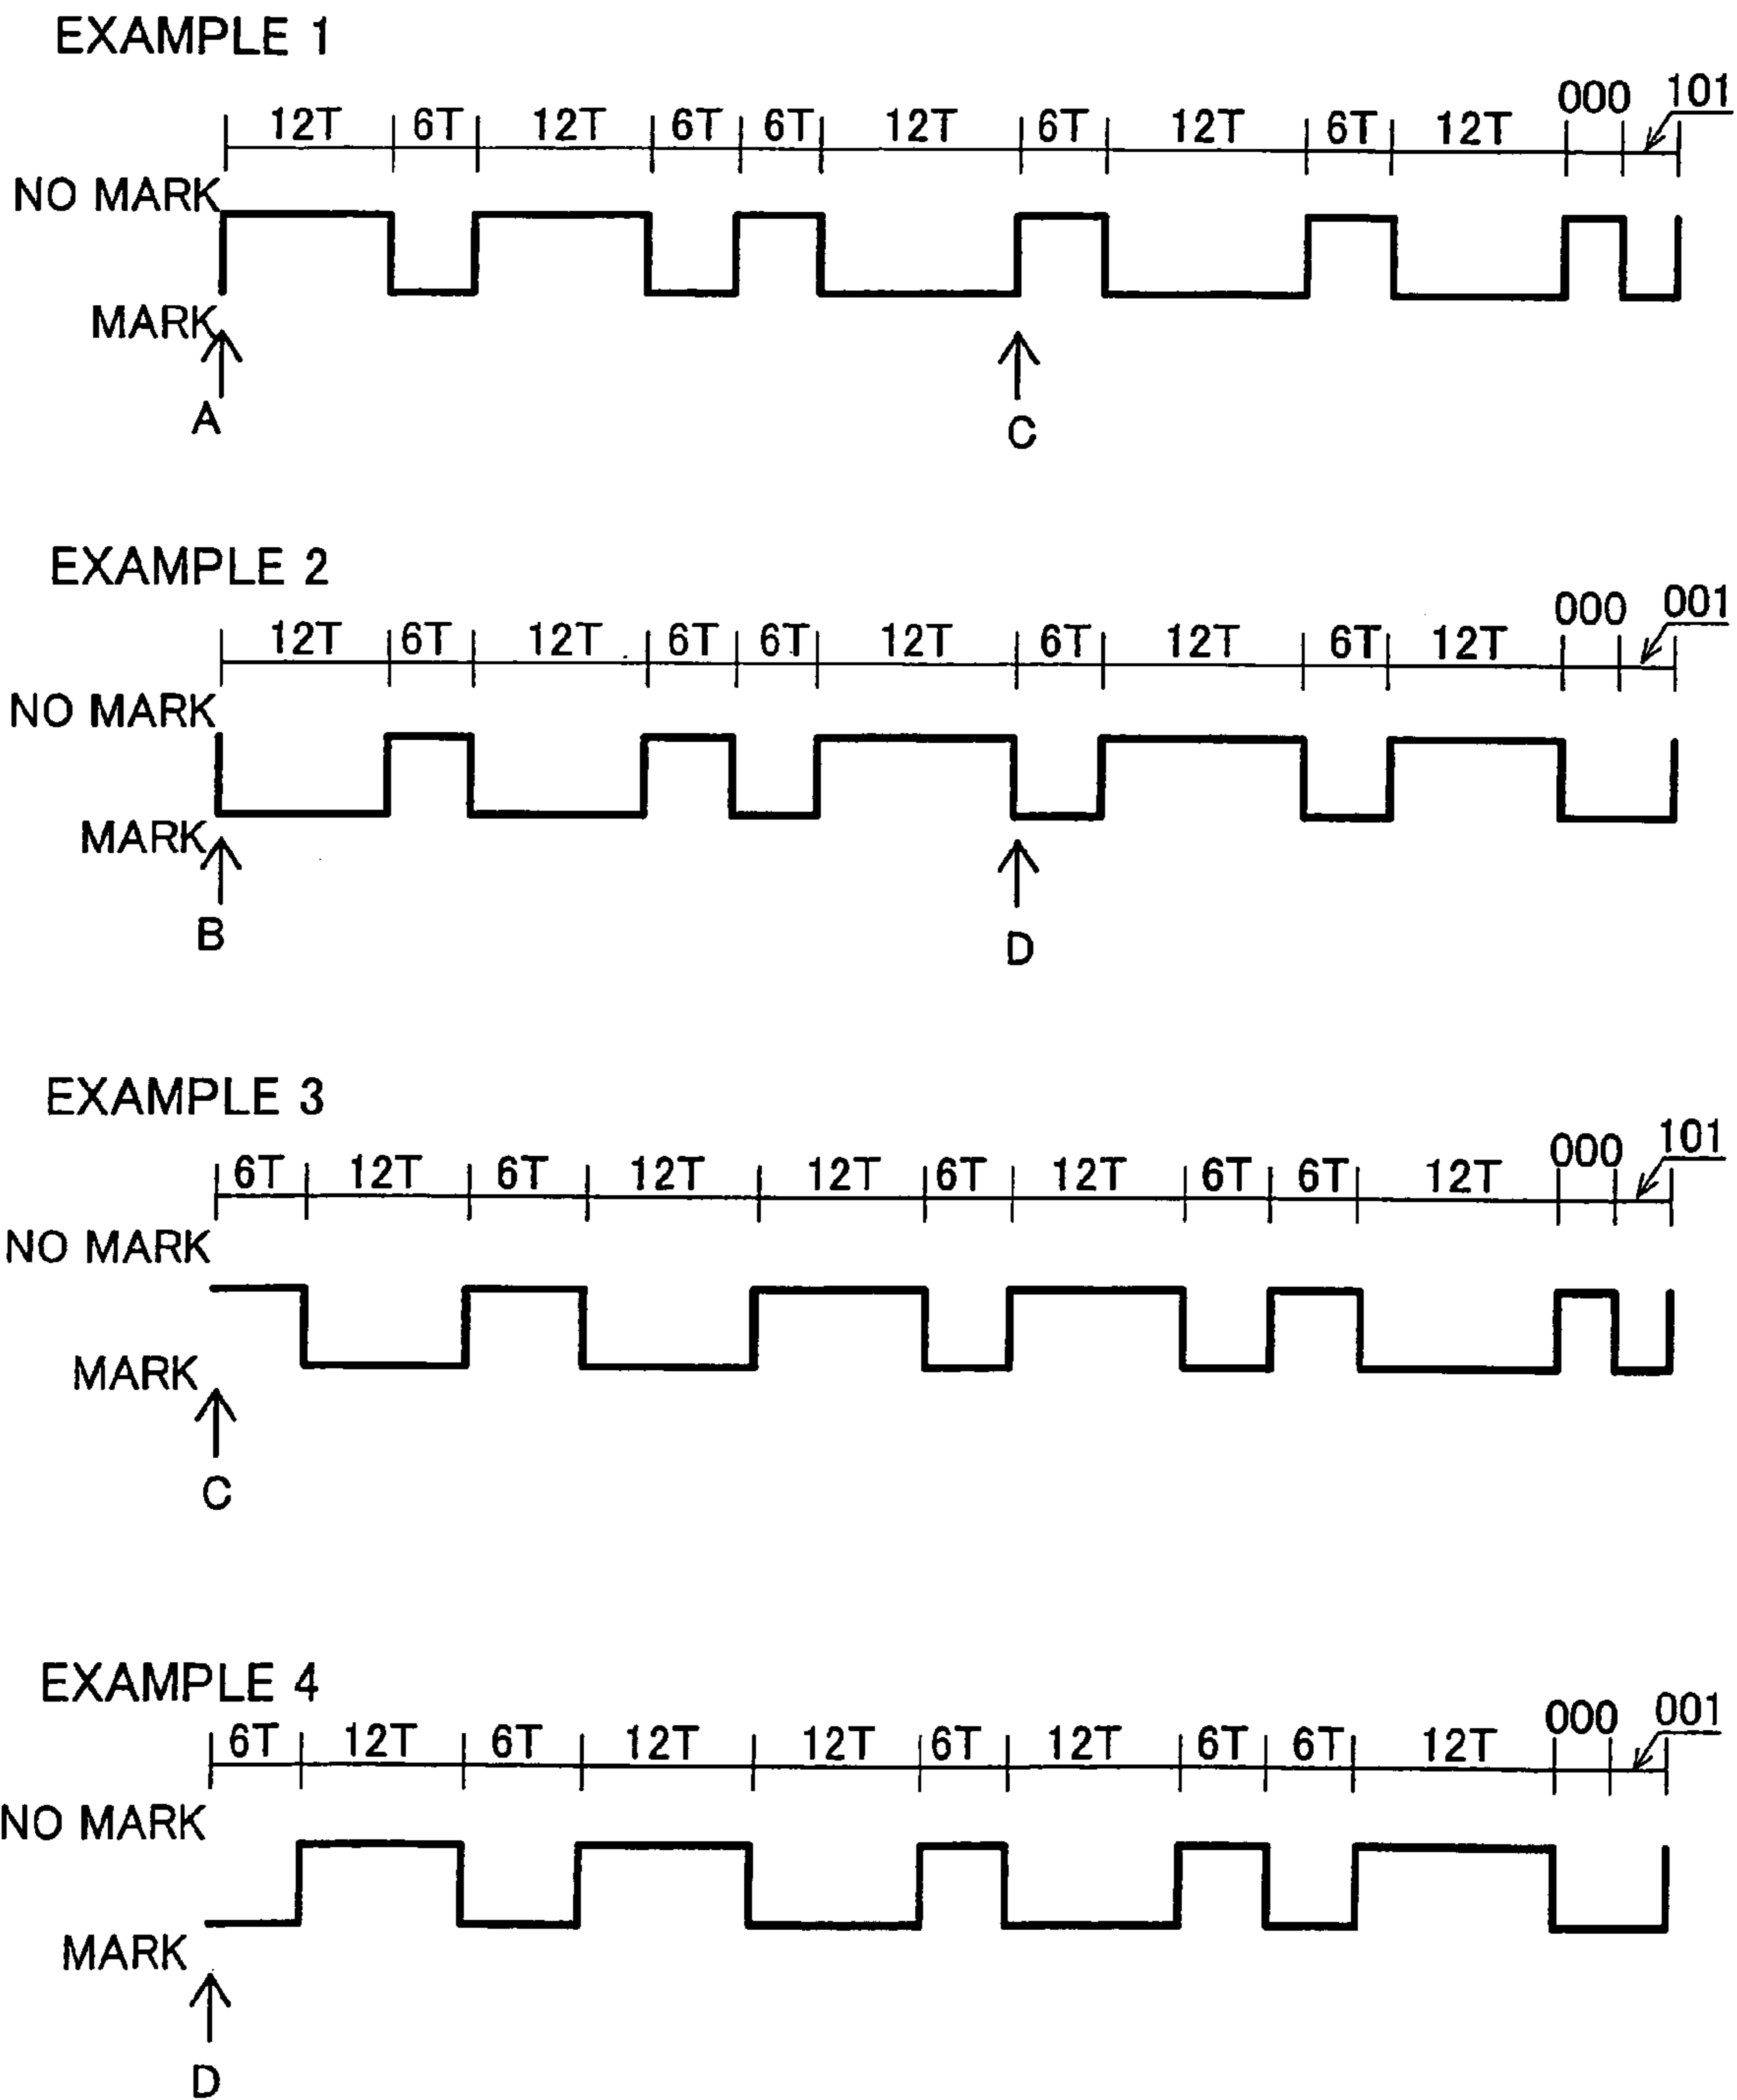 EXAMPLE 1
000 101
12T 6T 12T 6T 6T 12T 6T 12T 6T 12T
NO MARK
MARK
A C
EXAMPLE 2
000 001
12T 6T 12T 6T 6T 12T 6T 12T 6T 12T
NO MARK
MARK
B D
EXAMPLE 3
000 101
6T 12T 6T 12T 12T 6T 12T 6T 6T 12T
NO MARK
MARK
C
EXAMPLE 4
000 001
6T 12T 6T 12T 12T 6T 12T 6T 6T 12T
NO MARK
MARK
D